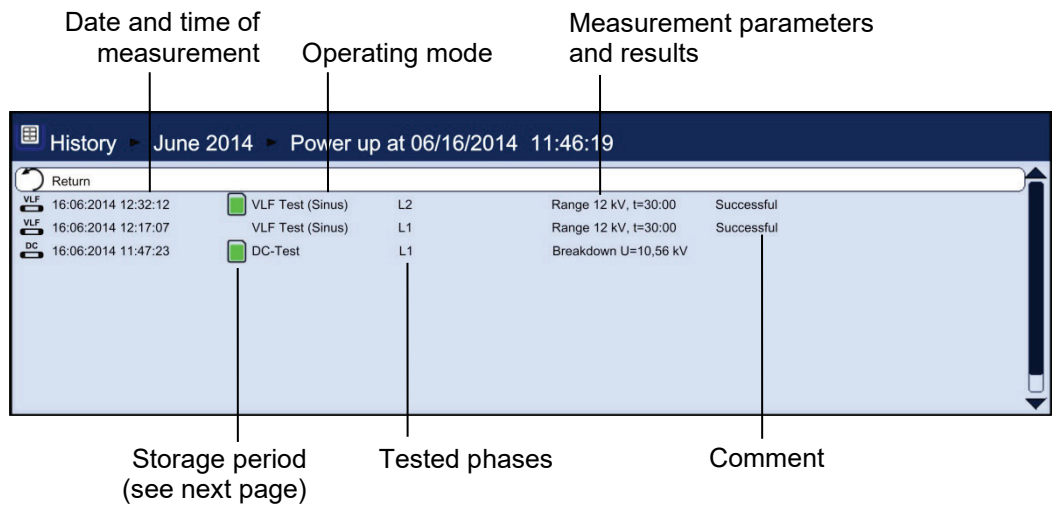 Date and time of
measurement
Operating mode
Measurement parameters
and results
History ► June 2014 ► Power up at 06/16/2014 11:46:19
Return
VLF 16:06:2014 12:32:12 VLF Test (Sinus) L2 Range 12 kV, t=30:00 Successful
VLF 16:06:2014 12:17:07 VLF Test (Sinus) L1 Range 12 kV, t=30:00 Successful
DC 16:06:2014 11:47:23 DC-Test L1 Breakdown U=10,56 kV
Storage period
(see next page)
Tested phases
Comment